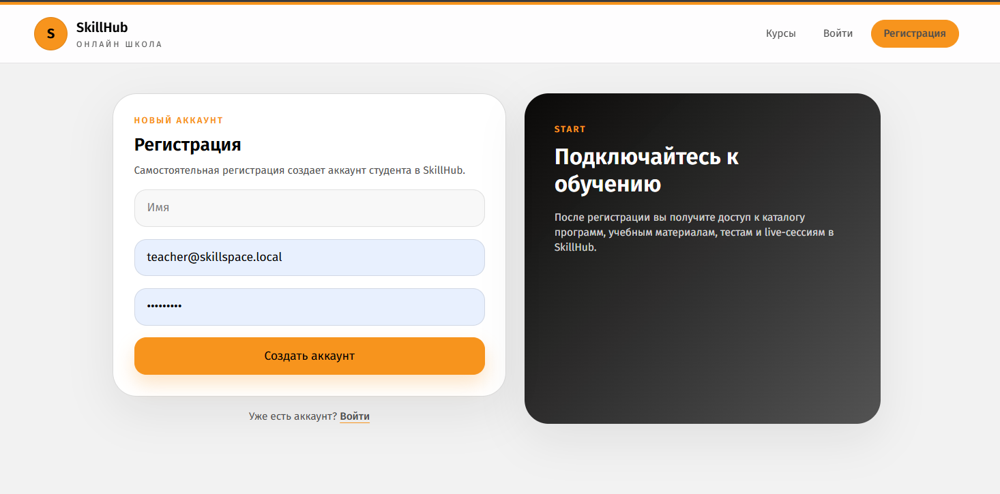 S
SkillHub
ОНЛАЙН ШКОЛА
Курсы
Войти
Регистрация
НОВЫЙ АККАУНТ
Регистрация
Самостоятельная регистрация создает аккаунт студента в SkillHub.
Имя
teacher@skillspace.local
•••••••••
Создать аккаунт
Уже есть аккаунт? Войти
START
Подключайтесь к
обучению
После регистрации вы получите доступ к каталогу
программ, учебным материалам, тестам и live-сессиям в
SkillHub.